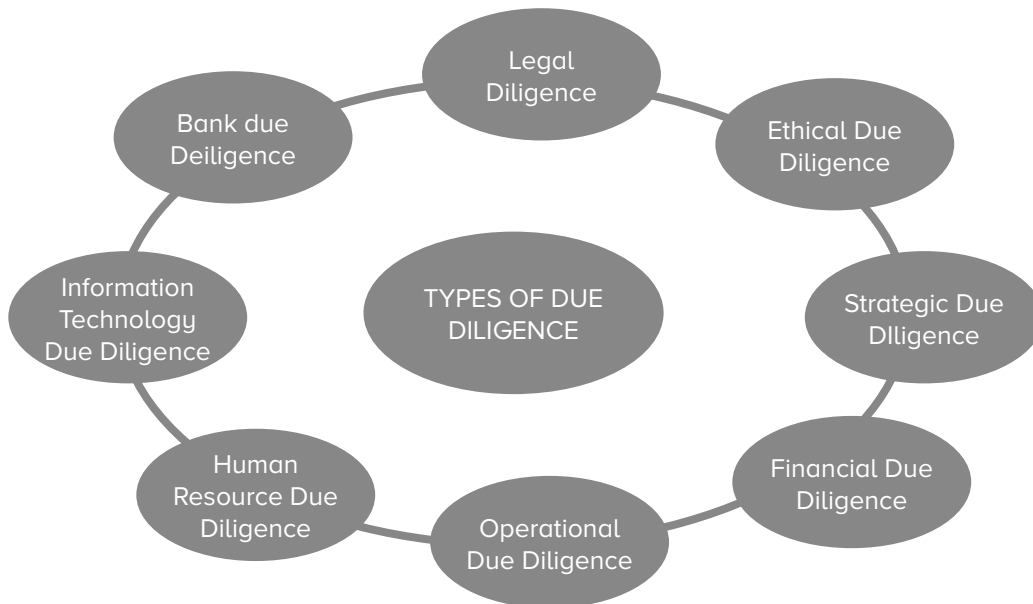 Legal
Diligence
Ethical Due
Diligence
Strategic Due
DIligence
Financial Due
Diligence
Operational
Due Diligence
Human
Resource Due
Diligence
Information
Technology
Due Diligence
Bank due
Deiligence
TYPES OF DUE
DILIGENCE